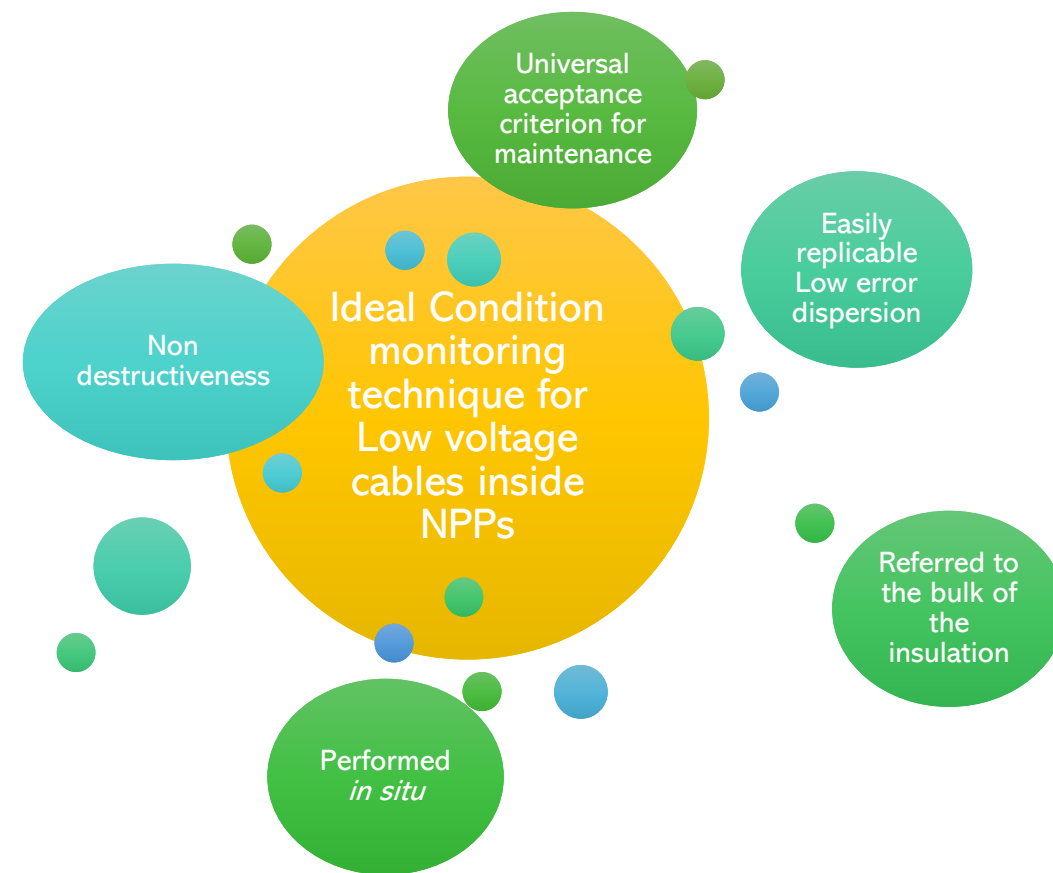 Universal
acceptance
criterion for
maintenance
Easily
replicable
Low error
dispersion
Non
destructiveness
Ideal Condition
monitoring
technique for
Low voltage
cables inside
NPPs
Referred to
the bulk of
the
insulation
Performed
in situ